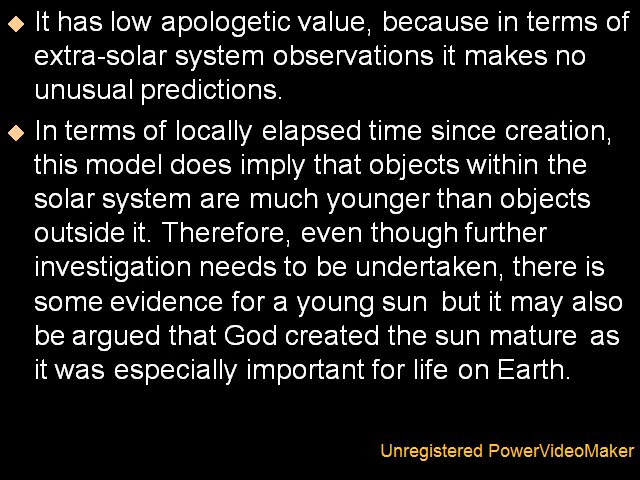 It has low apologetic value, because in terms of
extra-solar system observations it makes no
unusual predictions.
In terms of locally elapsed time since creation,
this model does imply that objects within the
solar system are much younger than objects
outside it. Therefore, even though further
investigation needs to be undertaken, there is
some evidence for a young sun but it may also
be argued that God created the sun mature as
it was especially important for life on Earth.
Unregistered PowerVideoMaker